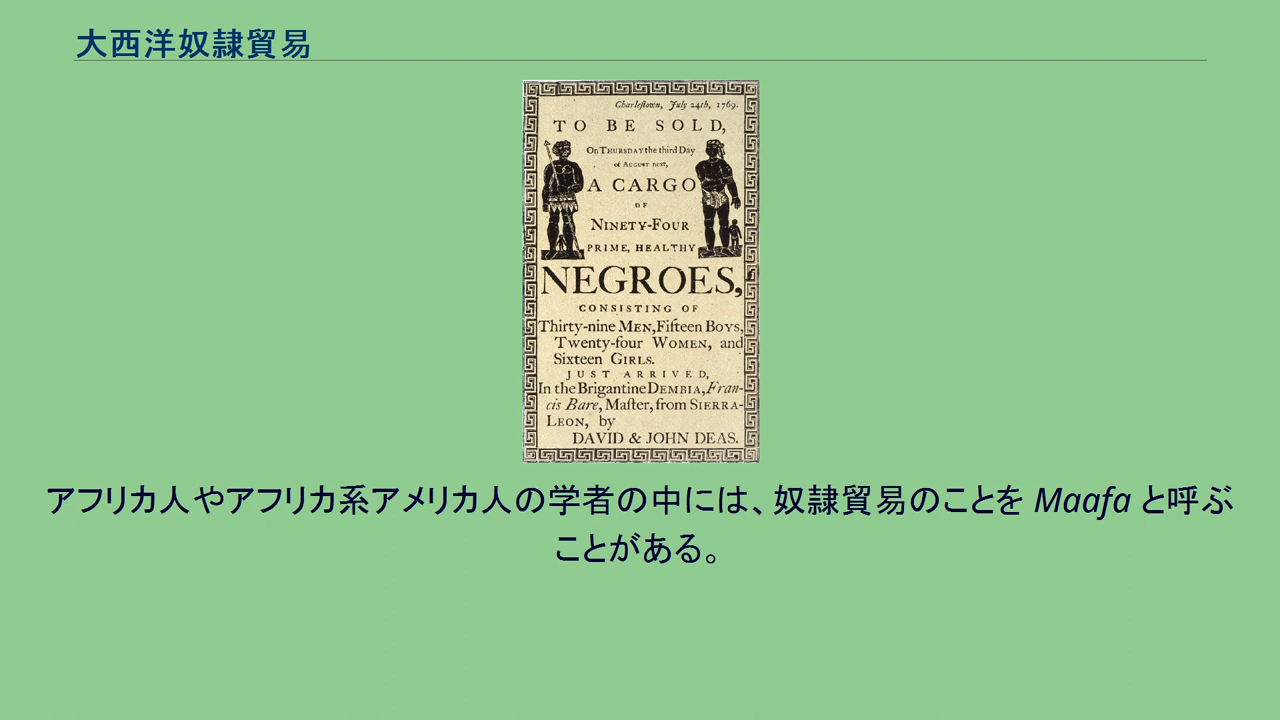 大西洋奴隷貿易
Charleſtown, July 24th, 1769.
TO BE SOLD,
On THURSDAY the third Day
of AUGUST next,
A CARGO
OF
NINETY-FOUR
PRIME, HEALTHY
NEGROES,
CONSISTING OF
Thirty-nine MEN, Fifteen BOYS,
Twenty-four WOMEN, and
Sixteen GIRLS.
JUST ARRIVED,
In the Brigantine DEMBIA, Fran-
cis Bare, Maſter, from SIERRA-
LEON, by
DAVID & JOHN DEAS.
アフリカ人やアフリカ系アメリカ人の学者の中には、奴隷貿易のことを Maafa と呼ぶ
ことがある。